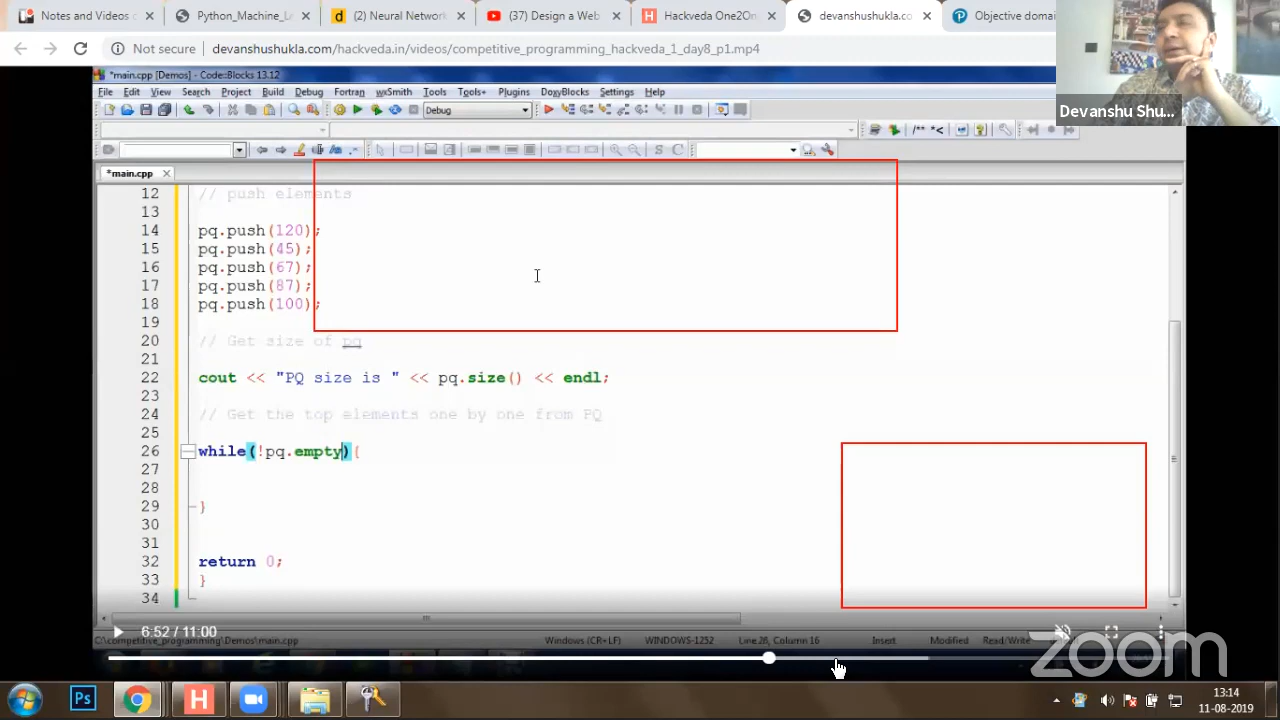 Notes and Videos
Python_Machine_L
(2) Neural Network
(37) Design a Web
Hackveda One2One
devanshushukla.co
Objective domai
Not secure
devanshushukla.com/hackveda.in/videos/competitive_programming_hackveda_1_day8_p1.mp4
Devanshu Shu...
*main.cpp [Demos] - Code::Blocks 13.12
File Edit View Search Project Build Debug Fortran wxSmith Tools Tools+ Plugins DoxyBlocks Settings Help
Debug
*main.cpp
12 // push elements
13
14 pq.push(120);
15 pq.push(45);
16 pq.push(67);
17 pq.push(87);
18 pq.push(100);
19
20 // Get size of pq
21
22 cout << "PQ size is " << pq.size() << endl;
23
24 // Get the top elements one by one from PQ
25
26 while(!pq.empty){
27
28
29 }
30
31
32 return 0;
33 }
34
6:52 / 11:00
C:\competitive_programming\Demos\main.cpp Windows (CR+LF) WINDOWS-1252 Line 26, Column 16 Insert Modified Read/Write
zoom
Ps
H
13:14
11-08-2019